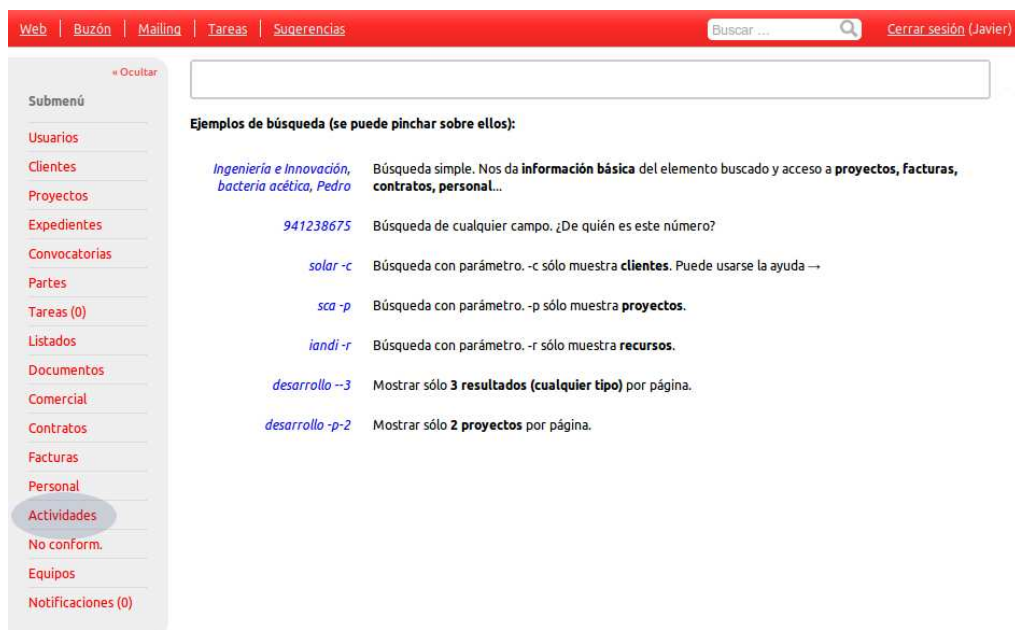 Web | Buzón | Mailing | Tareas | Sugerencias Buscar ... Cerrar sesión (Javier)
« Ocultar
Submenú
Usuarios
Clientes
Proyectos
Expedientes
Convocatorias
Partes
Tareas (0)
Listados
Documentos
Comercial
Contratos
Facturas
Personal
Actividades
No conform.
Equipos
Notificaciones (0)
Ejemplos de búsqueda (se puede pinchar sobre ellos):
Ingeniería e Innovación, Búsqueda simple. Nos da información básica del elemento buscado y acceso a proyectos, facturas,
bacteria acética, Pedro contratos, personal...
941238675 Búsqueda de cualquier campo. ¿De quién es este número?
solar -c Búsqueda con parámetro. -c sólo muestra clientes. Puede usarse la ayuda →
sca -p Búsqueda con parámetro. -p sólo muestra proyectos.
iandi -r Búsqueda con parámetro. -r sólo muestra recursos.
desarrollo --3 Mostrar sólo 3 resultados (cualquier tipo) por página.
desarrollo -p-2 Mostrar sólo 2 proyectos por página.